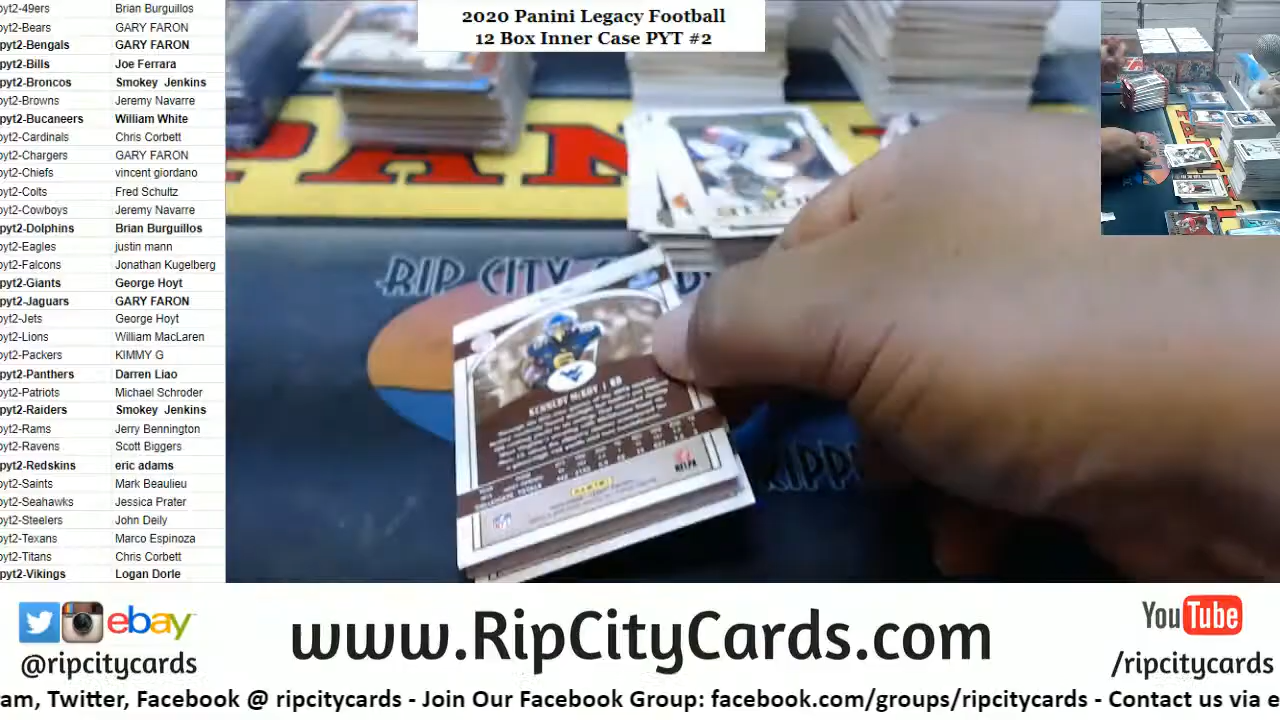 2020 Panini Legacy Football
12 Box Inner Case PYT #2
pyt2-49ers Brian Burguillos
pyt2-Bears GARY FARON
pyt2-Bengals GARY FARON
pyt2-Bills Joe Ferrara
pyt2-Broncos Smokey Jenkins
pyt2-Browns Jeremy Navarre
pyt2-Bucaneers William White
pyt2-Cardinals Chris Corbett
pyt2-Chargers GARY FARON
pyt2-Chiefs vincent giordano
pyt2-Colts Fred Schultz
pyt2-Cowboys Jeremy Navarre
pyt2-Dolphins Brian Burguillos
pyt2-Eagles justin mann
pyt2-Falcons Jonathan Kugelberg
pyt2-Giants George Hoyt
pyt2-Jaguars GARY FARON
pyt2-Jets George Hoyt
pyt2-Lions William MacLaren
pyt2-Packers KIMMY G
pyt2-Panthers Darren Liao
pyt2-Patriots Michael Schroder
pyt2-Raiders Smokey Jenkins
pyt2-Rams Jerry Bennington
pyt2-Ravens Scott Biggers
pyt2-Redskins eric adams
pyt2-Saints Mark Beaulieu
pyt2-Seahawks Jessica Prater
pyt2-Steelers John Deily
pyt2-Texans Marco Espinoza
pyt2-Titans Chris Corbett
pyt2-Vikings Logan Dorle
RIP CITY
KENNEDY McKOY | RB
PANINI
NFLPA
NFL
ebay
@ripcitycards
www.RipCityCards.com
YouTube
/ripcitycards
am, Twitter, Facebook @ ripcitycards - Join Our Facebook Group: facebook.com/groups/ripcitycards - Contact us via e